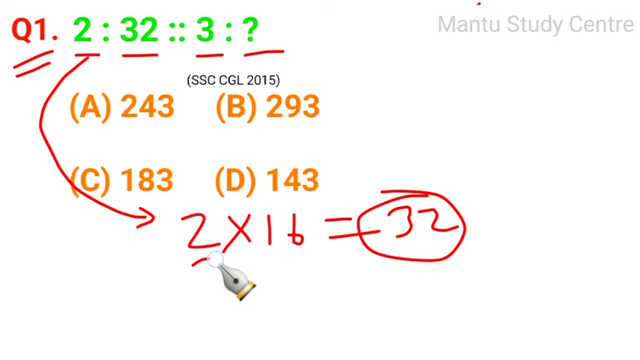 Mantu Study Centre
Q1. 2 : 32 :: 3 : ?
(SSC CGL 2015)
(A) 243 (B) 293
(C) 183 (D) 143
2 × 16 = 32